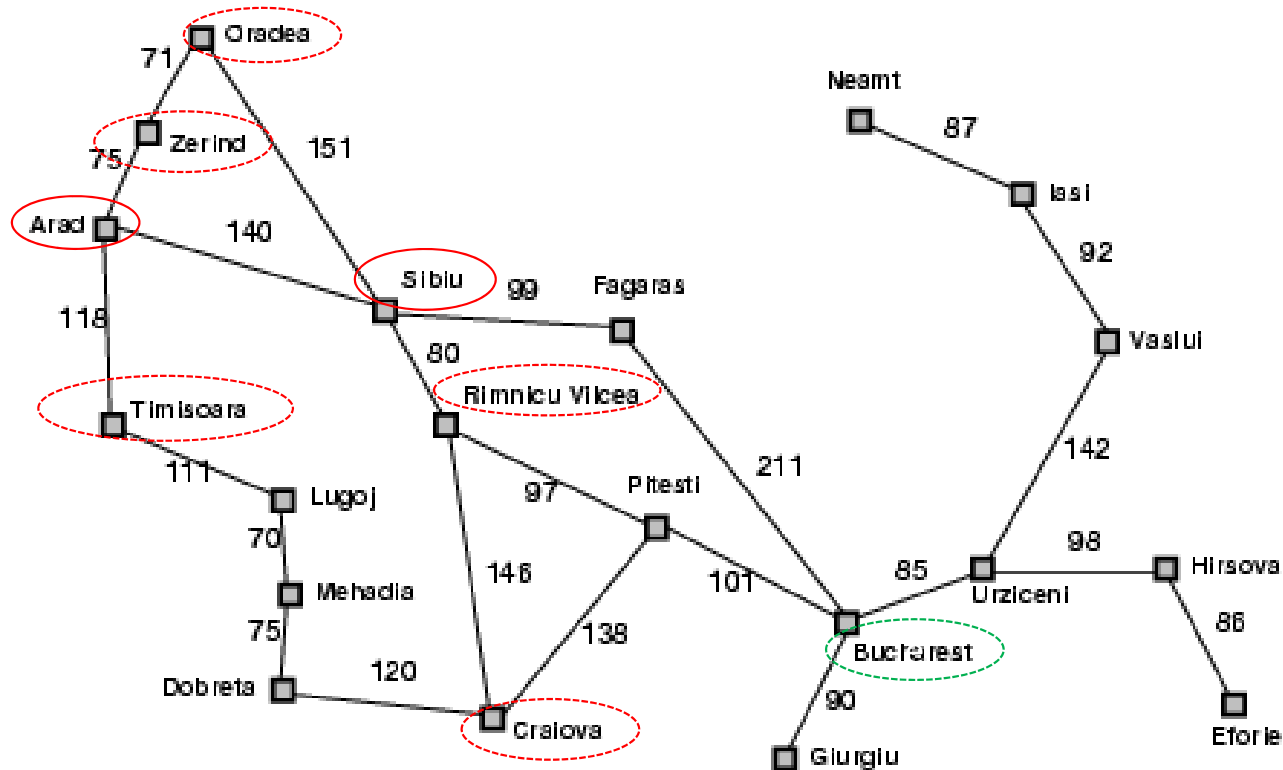 Oradea
71
Neamt
87
Zerind
151
75
Iasi
Arad
140
92
Sibiu
99
Fagaras
118
Vaslui
80
Rimnicu Vilcea
Timisoara
142
111
Lugoj
97
Pitesti
211
70
146
101
85
98
Hirsova
Mehadia
Urziceni
75
138
86
Bucharest
Dobreta
120
90
Craiova
Giurgiu
Eforie